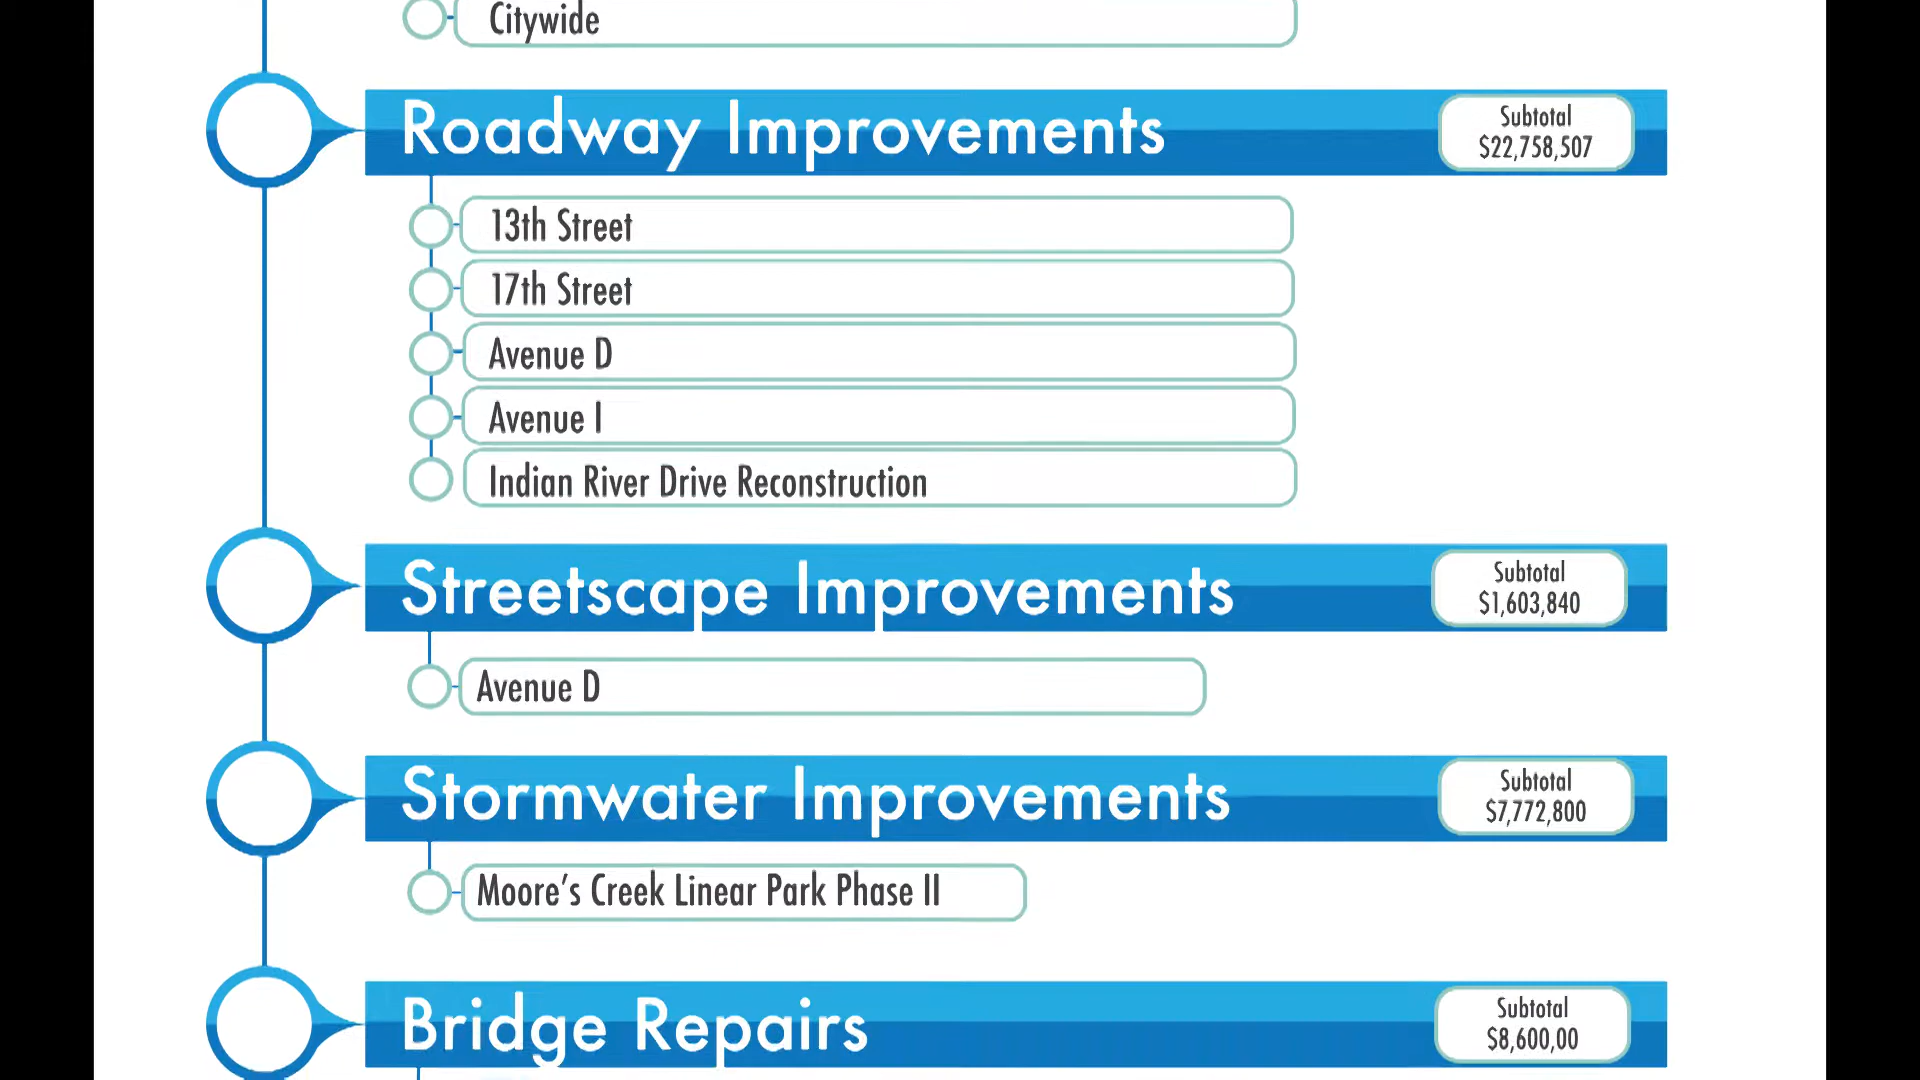 Citywide
Roadway Improvements
Subtotal
$22,758,507
13th Street
17th Street
Avenue D
Avenue I
Indian River Drive Reconstruction
Streetscape Improvements
Subtotal
$1,603,840
Avenue D
Stormwater Improvements
Subtotal
$7,772,800
Moore's Creek Linear Park Phase II
Bridge Repairs
Subtotal
$8,600,00